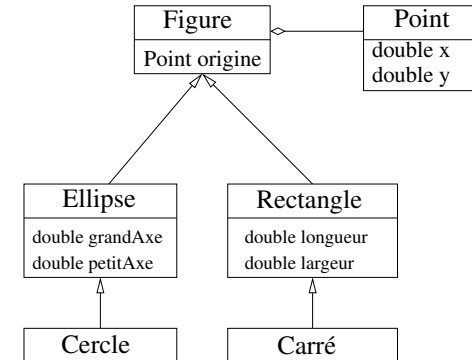 Figure
Point origine
Point
double x
double y
Ellipse
double grandAxe
double petitAxe
Rectangle
double longueur
double largeur
Cercle
Carré